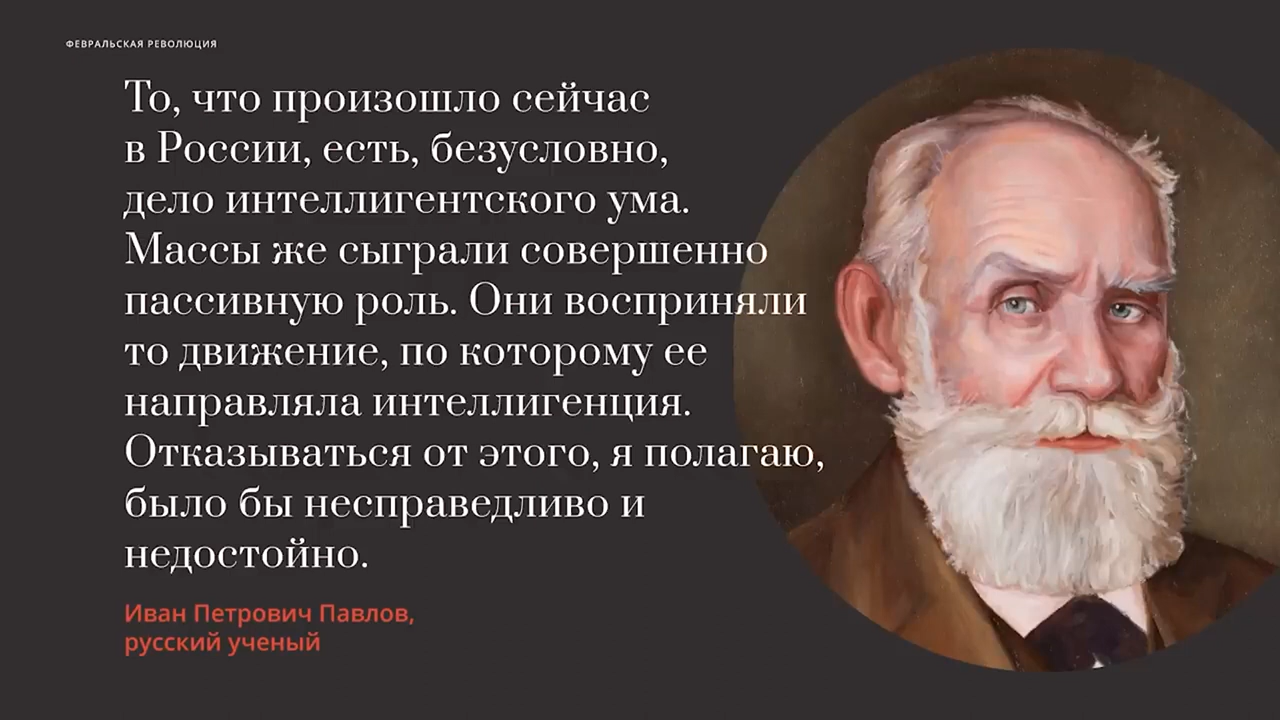 ФЕВРАЛЬСКАЯ РЕВОЛЮЦИЯ
То, что произошло сейчас
в России, есть, безусловно,
дело интеллигентского ума.
Массы же сыграли совершенно
пассивную роль. Они восприняли
то движение, по которому ее
направляла интеллигенция.
Отказываться от этого, я полагаю,
было бы несправедливо и
недостойно.
Иван Петрович Павлов,
русский ученый